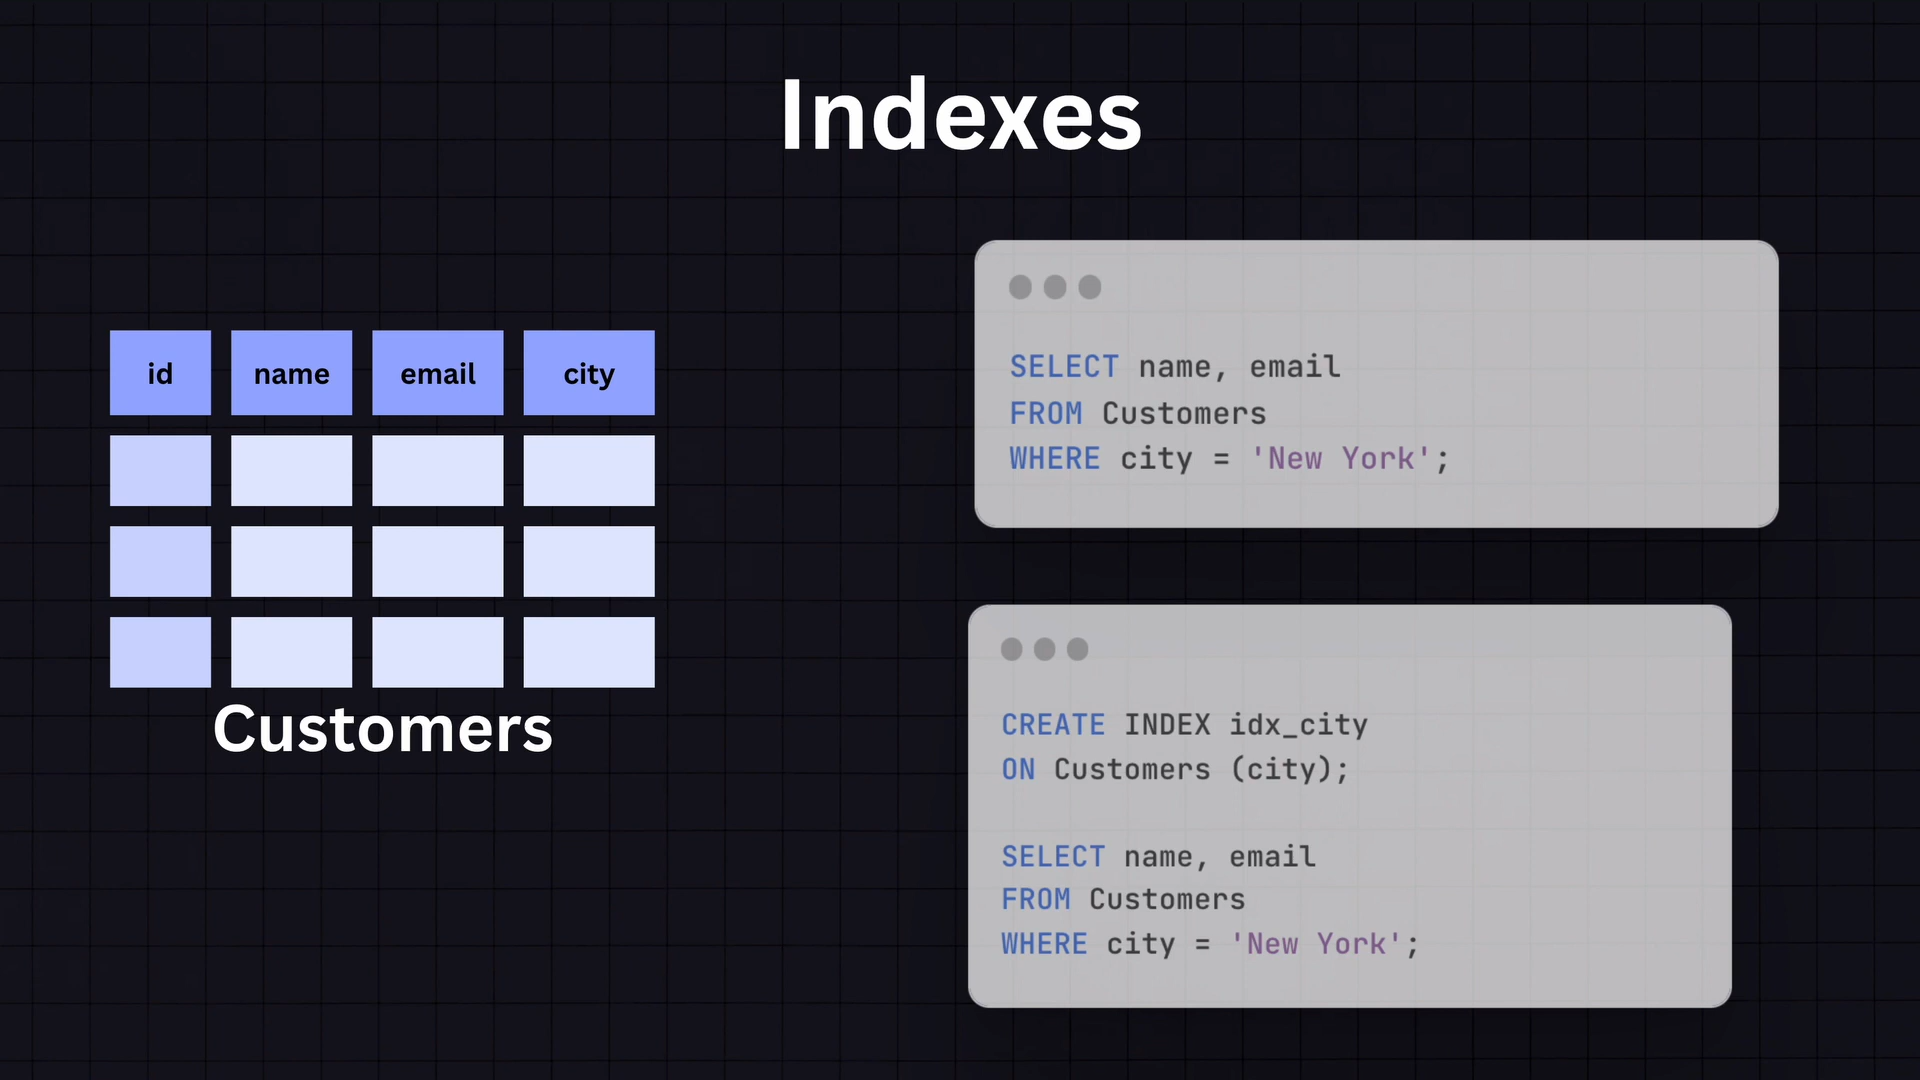 Indexes
id name email city
Customers
SELECT name, email
FROM Customers
WHERE city = 'New York';
CREATE INDEX idx_city
ON Customers (city);
SELECT name, email
FROM Customers
WHERE city = 'New York';